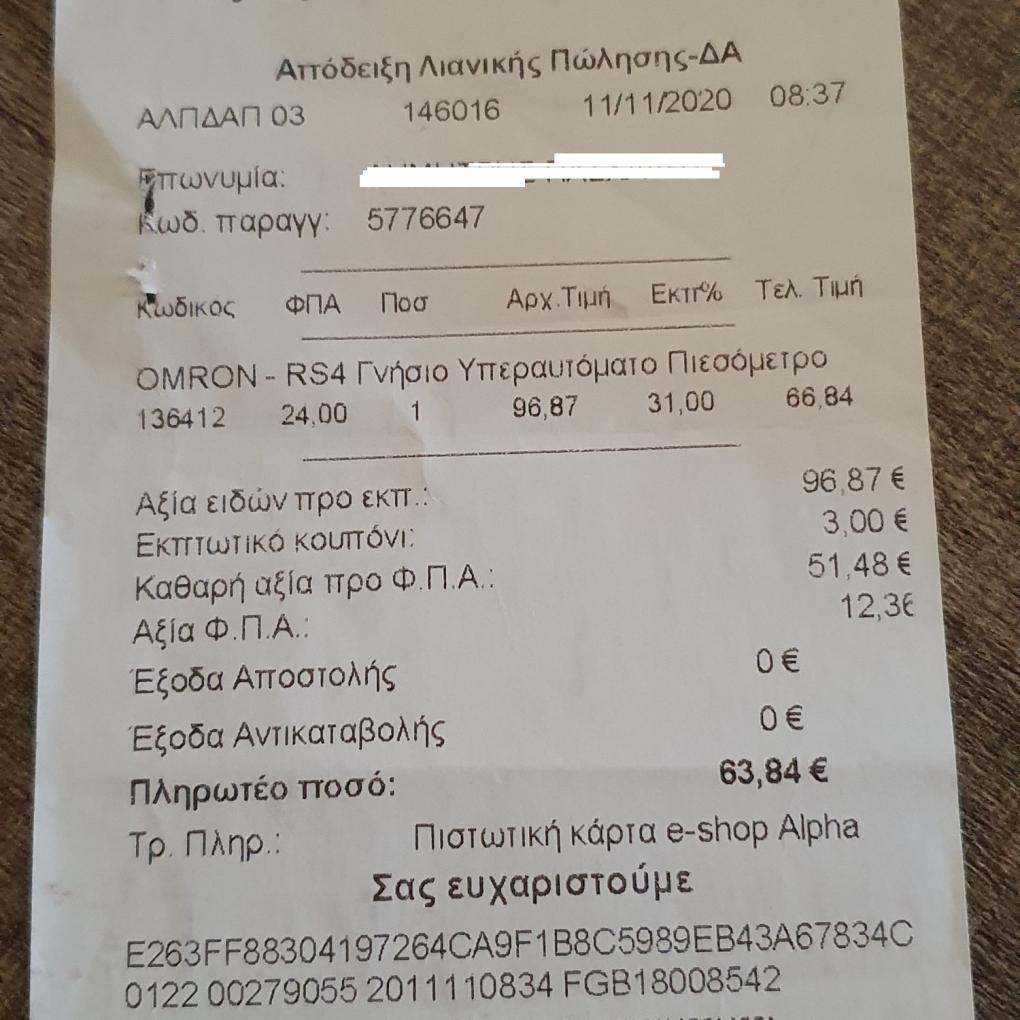 Απόδειξη Λιανικής Πώλησης-ΔΑ
ΑΛΠΔΑΠ 03 146016 11/11/2020 08:37
Επωνυμία:
Κωδ. παραγγ: 5776647
Κωδικος ΦΠΑ Ποσ Αρχ.Τιμή Εκπ% Τελ. Τιμή
OMRON - RS4 Γνήσιο Υπεραυτόματο Πιεσόμετρο
136412 24,00 1 96,87 31,00 66,84
Αξία ειδών προ εκπ.: 96,87 €
Εκπτωτικό κουπόνι: 3,00 €
Καθαρή αξία προ Φ.Π.Α.: 51,48 €
Αξία Φ.Π.Α.: 12,3€
Έξοδα Αποστολής 0 €
Έξοδα Αντικαταβολής 0 €
Πληρωτέο ποσό: 63,84 €
Τρ. Πληρ.: Πιστωτική κάρτα e-shop Alpha
Σας ευχαριστούμε
E263FF88304197264CA9F1B8C5989EB43A67834C
0122 00279055 2011110834 FGB18008542